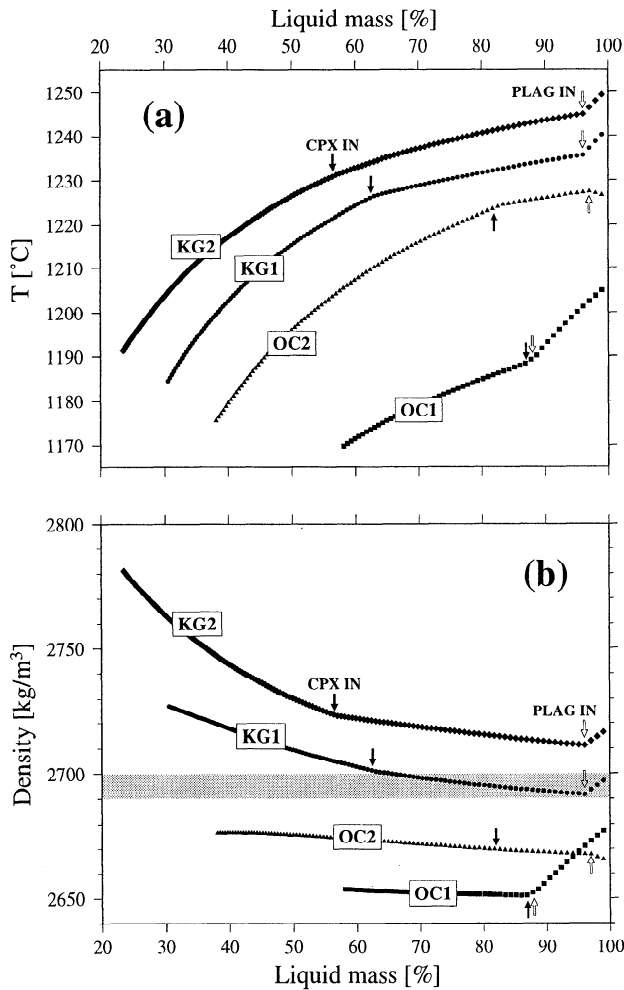 Liquid mass [%]
20 30 40 50 60 70 80 90 100
1250
1240
1230
1220
1210
1200
1190
1180
1170
T [˚C]
(a)
PLAG IN
CPX IN
KG2
KG1
OC2
OC1
2800
2750
2700
2650
Density [kg/m³]
(b)
KG2
CPX IN
PLAG IN
KG1
OC2
OC1
20 30 40 50 60 70 80 90 100
Liquid mass [%]